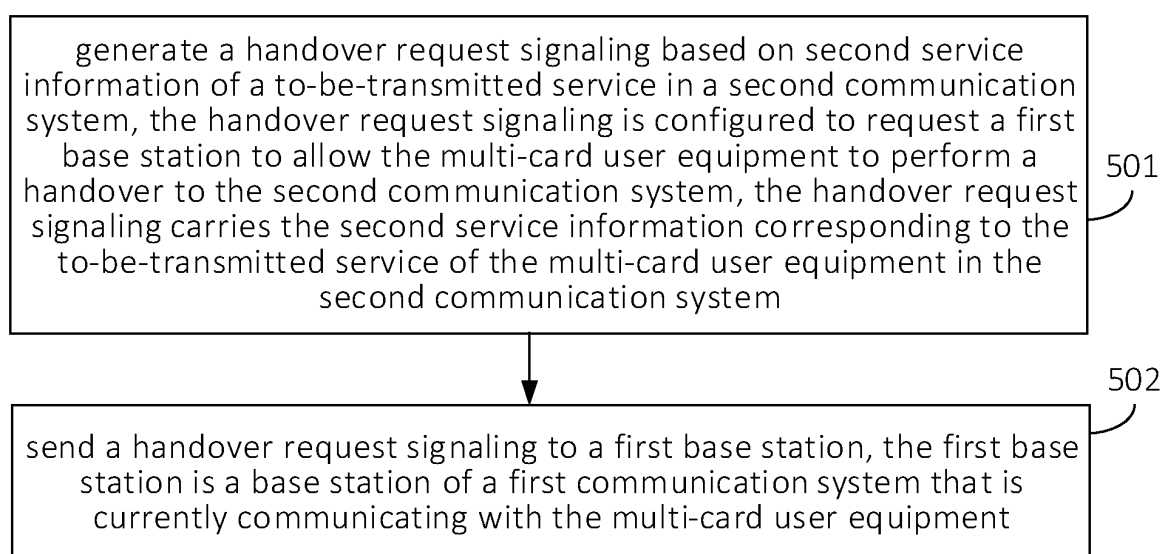 generate a handover request signaling based on second service
information of a to-be-transmitted service in a second communication
system, the handover request signaling is configured to request a first
base station to allow the multi-card user equipment to perform a
handover to the second communication system, the handover request
signaling carries the second service information corresponding to the
to-be-transmitted service of the multi-card user equipment in the
second communication system
501
502
send a handover request signaling to a first base station, the first base
station is a base station of a first communication system that is
currently communicating with the multi-card user equipment